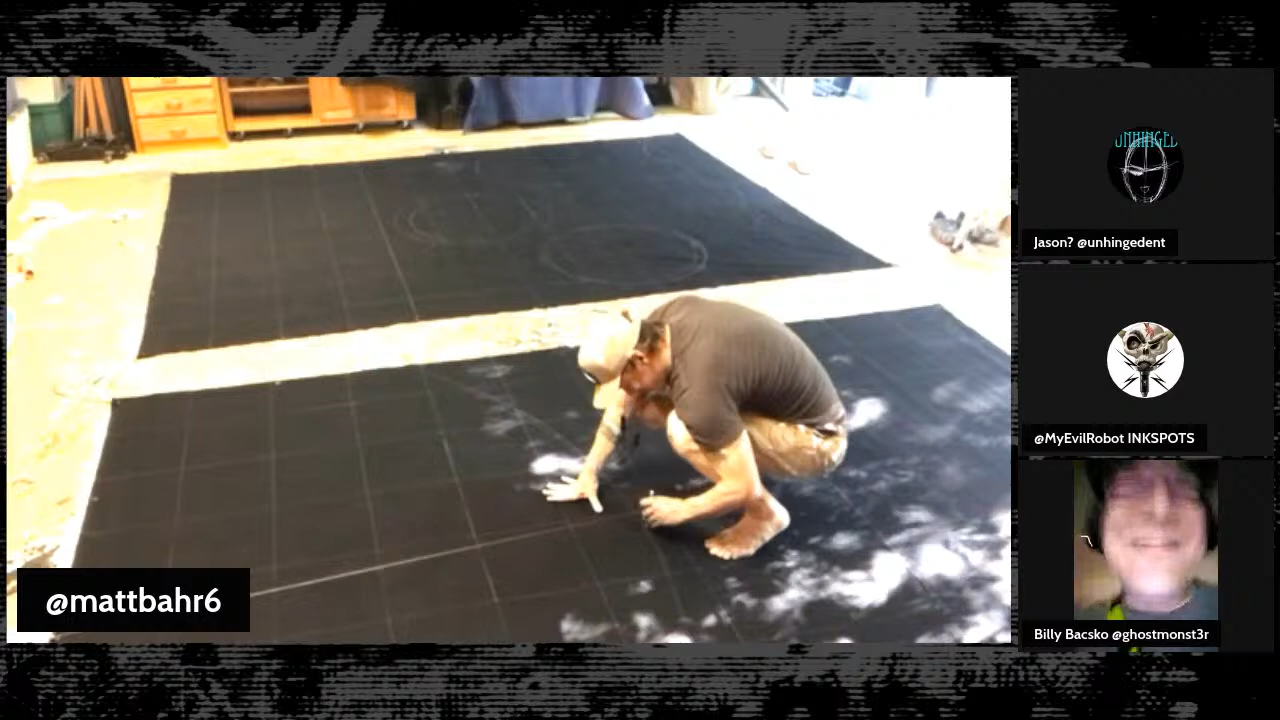 UNHINGED
Jason? @unhingedent
@MyEvilRobot INKSPOTS
@mattbahr6
Billy Bacsko @ghostmonst3r